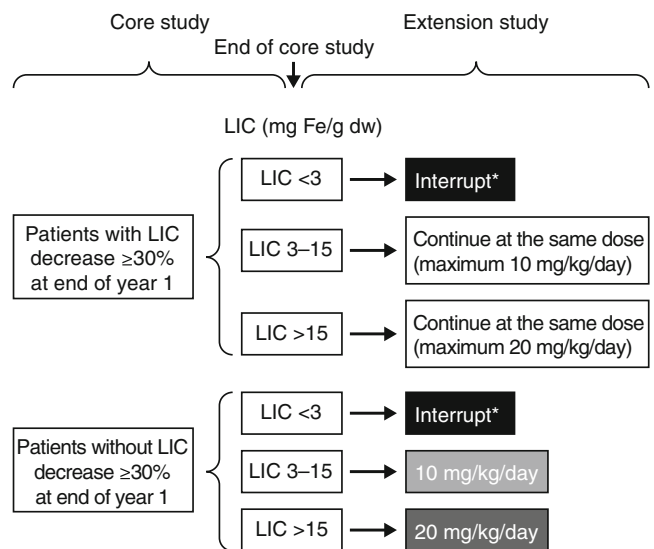 Core study
Extension study
End of core study
LIC (mg Fe/g dw)
Patients with LIC
decrease ≥30%
at end of year 1
LIC <3
Interrupt*
LIC 3–15
Continue at the same dose
(maximum 10 mg/kg/day)
LIC >15
Continue at the same dose
(maximum 20 mg/kg/day)
Patients without LIC
decrease ≥30%
at end of year 1
LIC <3
Interrupt*
LIC 3–15
10 mg/kg/day
LIC >15
20 mg/kg/day